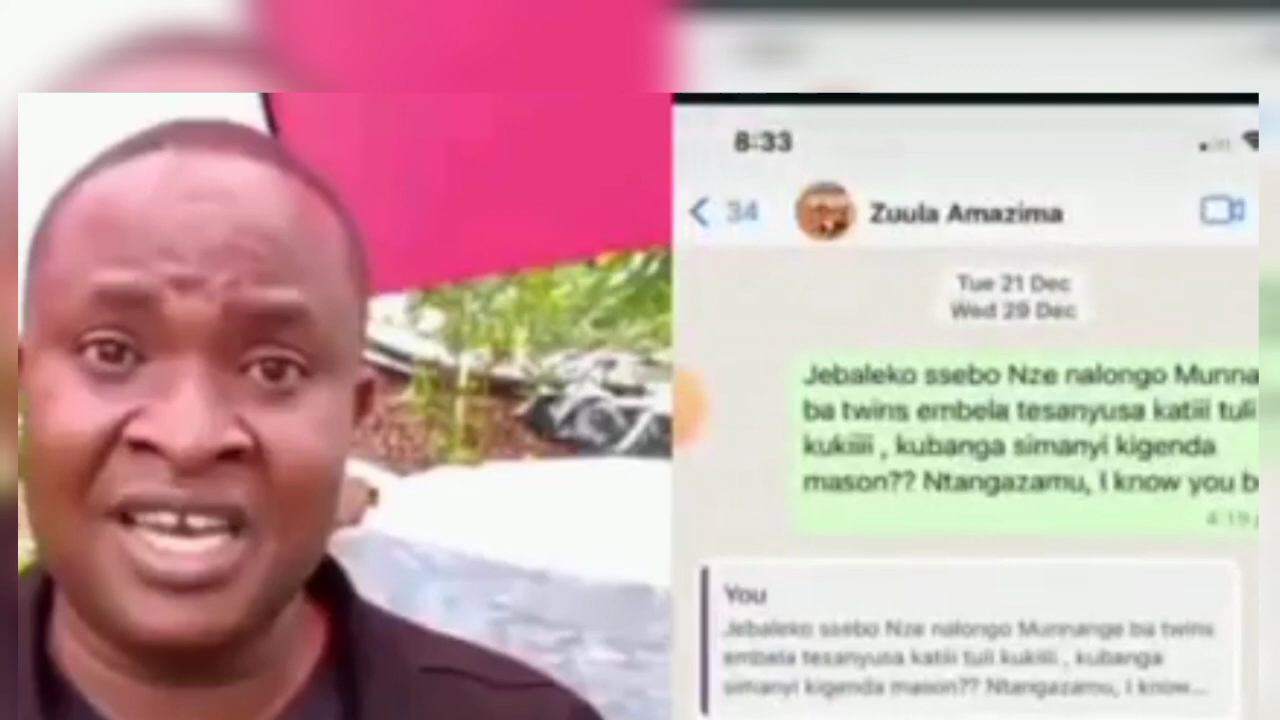 8:33
34
Zuula Amazima
Tue 21 Dec
Wed 29 Dec
Jebaleko ssebo Nze nalongo Munna
ba twins embela tesanyusa katiii tuli
kukiiii , kubanga simanyi kigenda
mason?? Ntangazamu, I know you b
4:19
You
Jebaleko ssebo Nze nalongo Munnange ba twins
embela tesanyusa katiii tuli kukiiii , kubanga
simanyi kigenda mason?? Ntangazamu, I know...